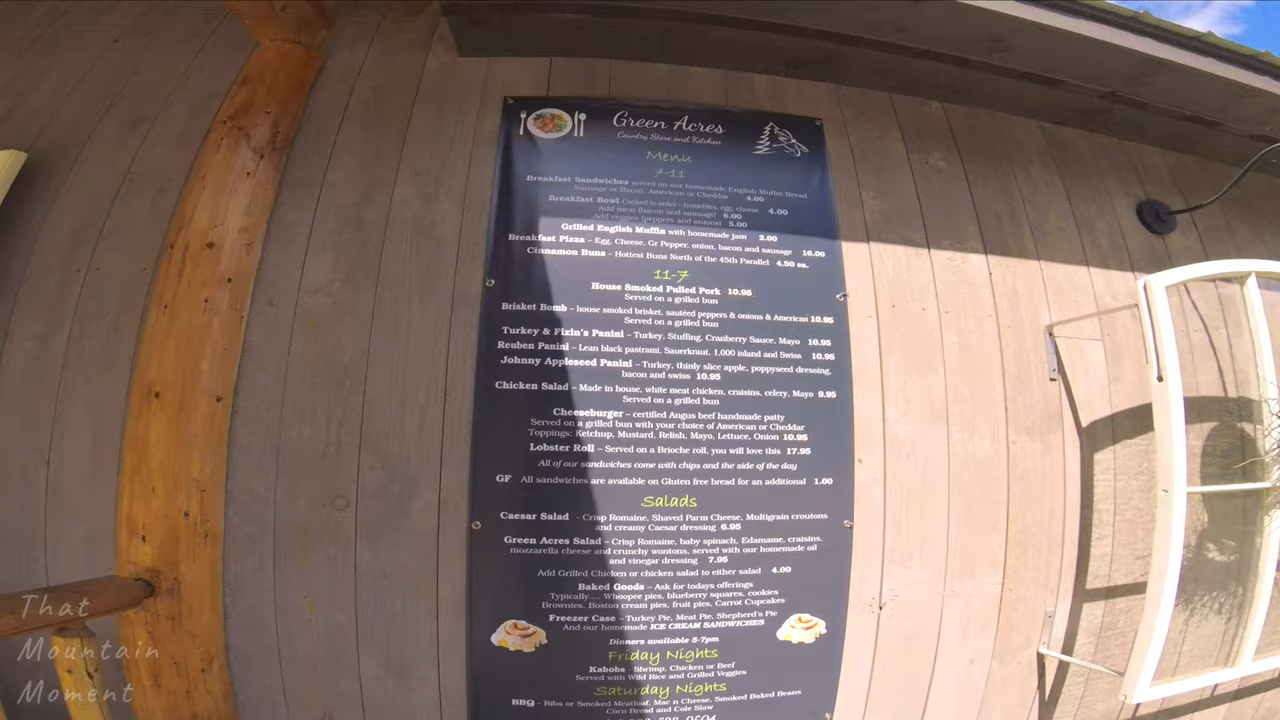 Green Acres
Country Store and Kitchen
Menu
7-11
Breakfast Sandwiches served on our homemade English Muffin Bread
Sausage or Bacon, American or Cheddar 4.00
Breakfast Bowl Cooked to order - homefries, egg, cheese 4.00
Add meat (bacon and sausage) 6.00
Add veggies (peppers and onions) 5.00
Grilled English Muffin with homemade jam 2.00
Breakfast Pizza – Egg, Cheese, Gr Pepper, onion, bacon and sausage 16.00
Cinnamon Buns – Hottest Buns North of the 45th Parallel 4.50 ea.
11-7
House Smoked Pulled Pork 10.95
Served on a grilled bun
Brisket Bomb – house smoked brisket, sautéed peppers & onions & American 10.95
Served on a grilled bun
Turkey & Fixin's Panini – Turkey, Stuffing, Cranberry Sauce, Mayo 10.95
Reuben Panini – Lean black pastrami, Sauerkraut, 1,000 island and Swiss 10.95
Johnny Appleseed Panini – Turkey, thinly slice apple, poppyseed dressing,
bacon and swiss 10.95
Chicken Salad – Made in house, white meat chicken, craisins, celery, Mayo 9.95
Served on a grilled bun
Cheeseburger – certified Angus beef handmade patty
Served on a grilled bun with your choice of American or Cheddar
Toppings: Ketchup, Mustard, Relish, Mayo, Lettuce, Onion 10.95
Lobster Roll – Served on a Brioche roll, you will love this 17.95
All of our sandwiches come with chips and the side of the day
GF All sandwiches are available on Gluten free bread for an additional 1.00
Salads
Caesar Salad - Crisp Romaine, Shaved Parm Cheese, Multigrain croutons
and creamy Caesar dressing 6.95
Green Acres Salad – Crisp Romaine, baby spinach, Edamame, craisins,
mozzarella cheese and crunchy wontons, served with our homemade oil
and vinegar dressing 7.95
Add Grilled Chicken or chicken salad to either salad 4.00
Baked Goods – Ask for todays offerings
Typically.... Whoopee pies, blueberry squares, cookies
Brownies, Boston cream pies, fruit pies, Carrot Cupcakes
Freezer Case – Turkey Pie, Meat Pie, Shepherd's Pie
And our homemade ICE CREAM SANDWICHES
Dinners available 5-7pm
Friday Nights
Kabobs - Shrimp, Chicken or Beef
Served with Wild Rice and Grilled Veggies
Saturday Nights
BBQ - Ribs or Smoked Meatloaf, Mac n Cheese, Smoked Baked Beans
Corn Bread and Cole Slaw
That
Mountain
Moment